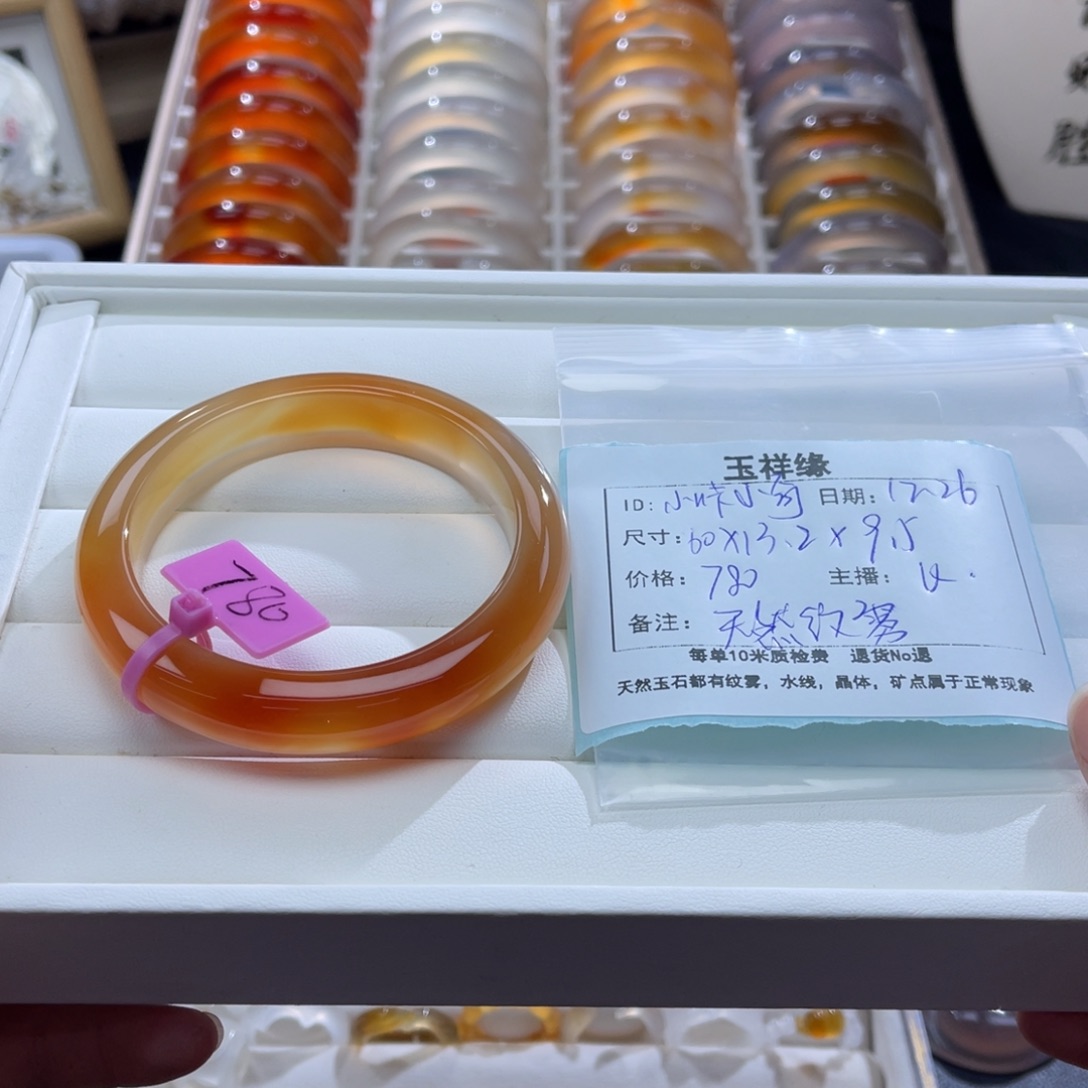 玉祥缘
ID: 小 小 日期: 12.26
尺寸: 60X13.2X9.5
价格: 780 主播: 
备注: 天然纹雾
每单10米质检费 退货No退
天然玉石都有纹雾，水线，晶体，矿点属于正常现象
780